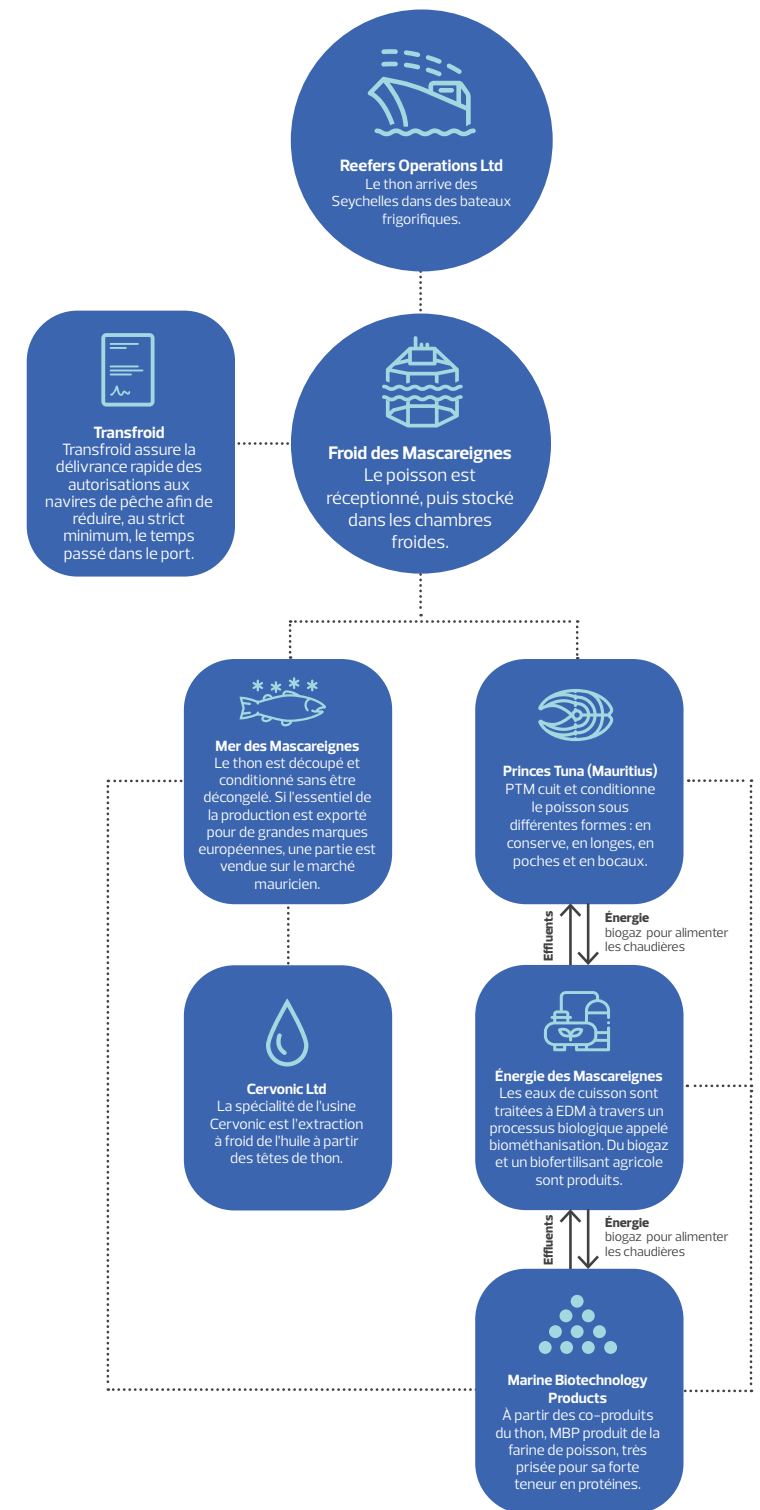 Reefers Operations Ltd
Le thon arrive des
Seychelles dans des bateaux
frigorifiques.
Transfroid
Transfroid assure la
délivrance rapide des
autorisations aux
navires de pêche afin de
réduire, au strict
minimum, le temps
passé dans le port.
Froid des Mascareignes
Le poisson est
réceptionné, puis stocké
dans les chambres
froides.
Mer des Mascareignes
Le thon est découpé et
conditionné sans être
décongelé. Si l'essentiel de
la production est exporté
pour de grandes marques
européennes, une partie est
vendue sur le marché
mauricien.
Princes Tuna (Mauritius)
PTM cuit et conditionne
le poisson sous
différentes formes : en
conserve, en longes, en
poches et en bocaux.
Effluents
Énergie
biogaz pour alimenter
les chaudières
Cervonic Ltd
La spécialité de l'usine
Cervonic est l'extraction
à froid de l'huile à partir
des têtes de thon.
Énergie des Mascareignes
Les eaux de cuisson sont
traitées à EDM à travers un
processus biologique appelé
biométhanisation. Du biogaz
et un biofertilisant agricole
sont produits.
Effluents
Énergie
biogaz pour alimenter
les chaudières
Marine Biotechnology
Products
À partir des co-produits
du thon, MBP produit de la
farine de poisson, très
prisée pour sa forte
teneur en protéines.